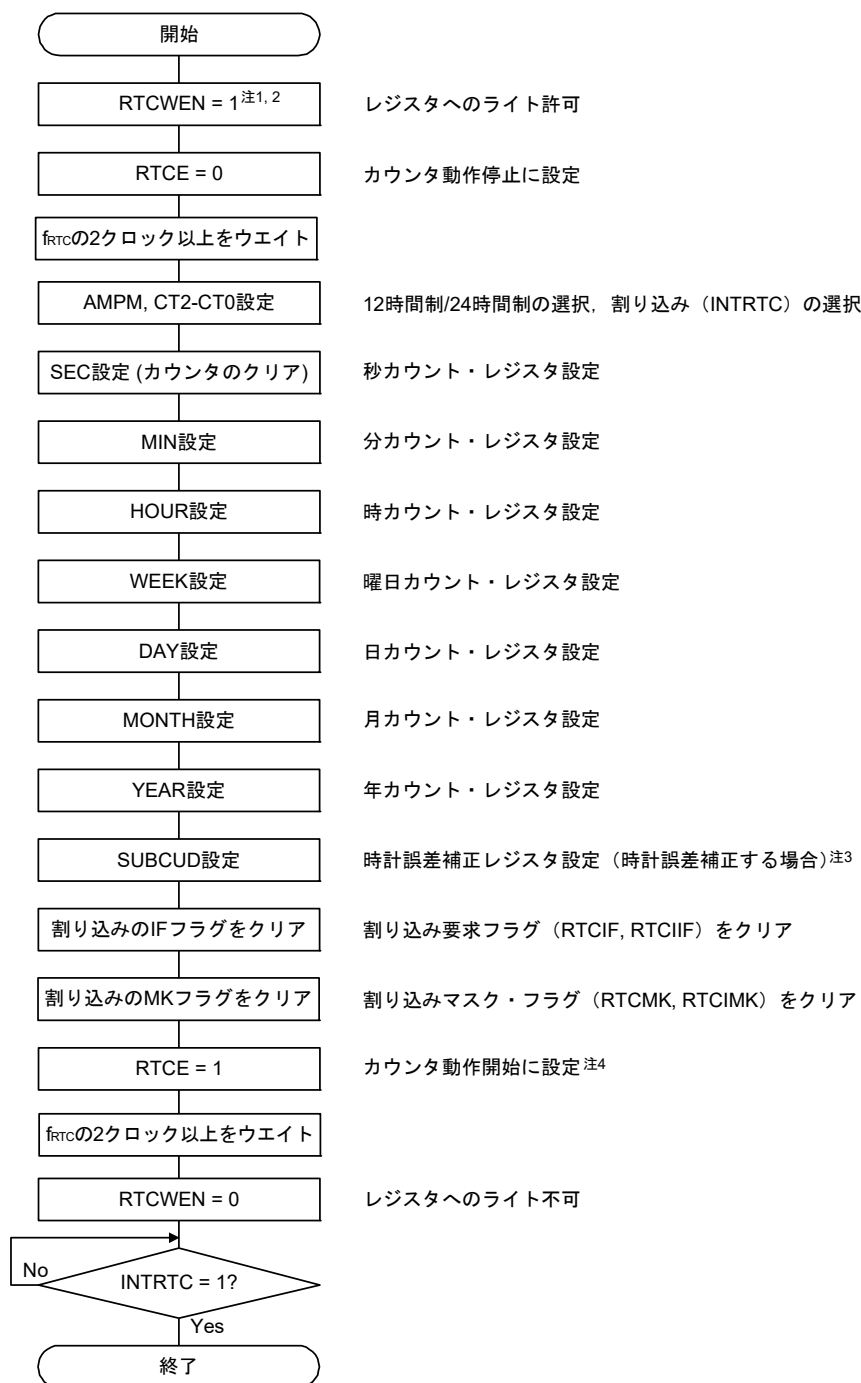 開始
RTCWEN = 1注1, 2 レジスタへのライト許可
RTCE = 0 カウンタ動作停止に設定
fRTCの2クロック以上をウエイト
AMPM, CT2-CT0設定 12時間制/24時間制の選択，割り込み（INTRTC）の選択
SEC設定 (カウンタのクリア) 秒カウント・レジスタ設定
MIN設定 分カウント・レジスタ設定
HOUR設定 時カウント・レジスタ設定
WEEK設定 曜日カウント・レジスタ設定
DAY設定 日カウント・レジスタ設定
MONTH設定 月カウント・レジスタ設定
YEAR設定 年カウント・レジスタ設定
SUBCUD設定 時計誤差補正レジスタ設定（時計誤差補正する場合）注3
割り込みのIFフラグをクリア 割り込み要求フラグ（RTCIF, RTCIIF）をクリア
割り込みのMKフラグをクリア 割り込みマスク・フラグ（RTCMK, RTCIMK）をクリア
RTCE = 1 カウンタ動作開始に設定注4
fRTCの2クロック以上をウエイト
RTCWEN = 0 レジスタへのライト不可
No
INTRTC = 1?
Yes
終了